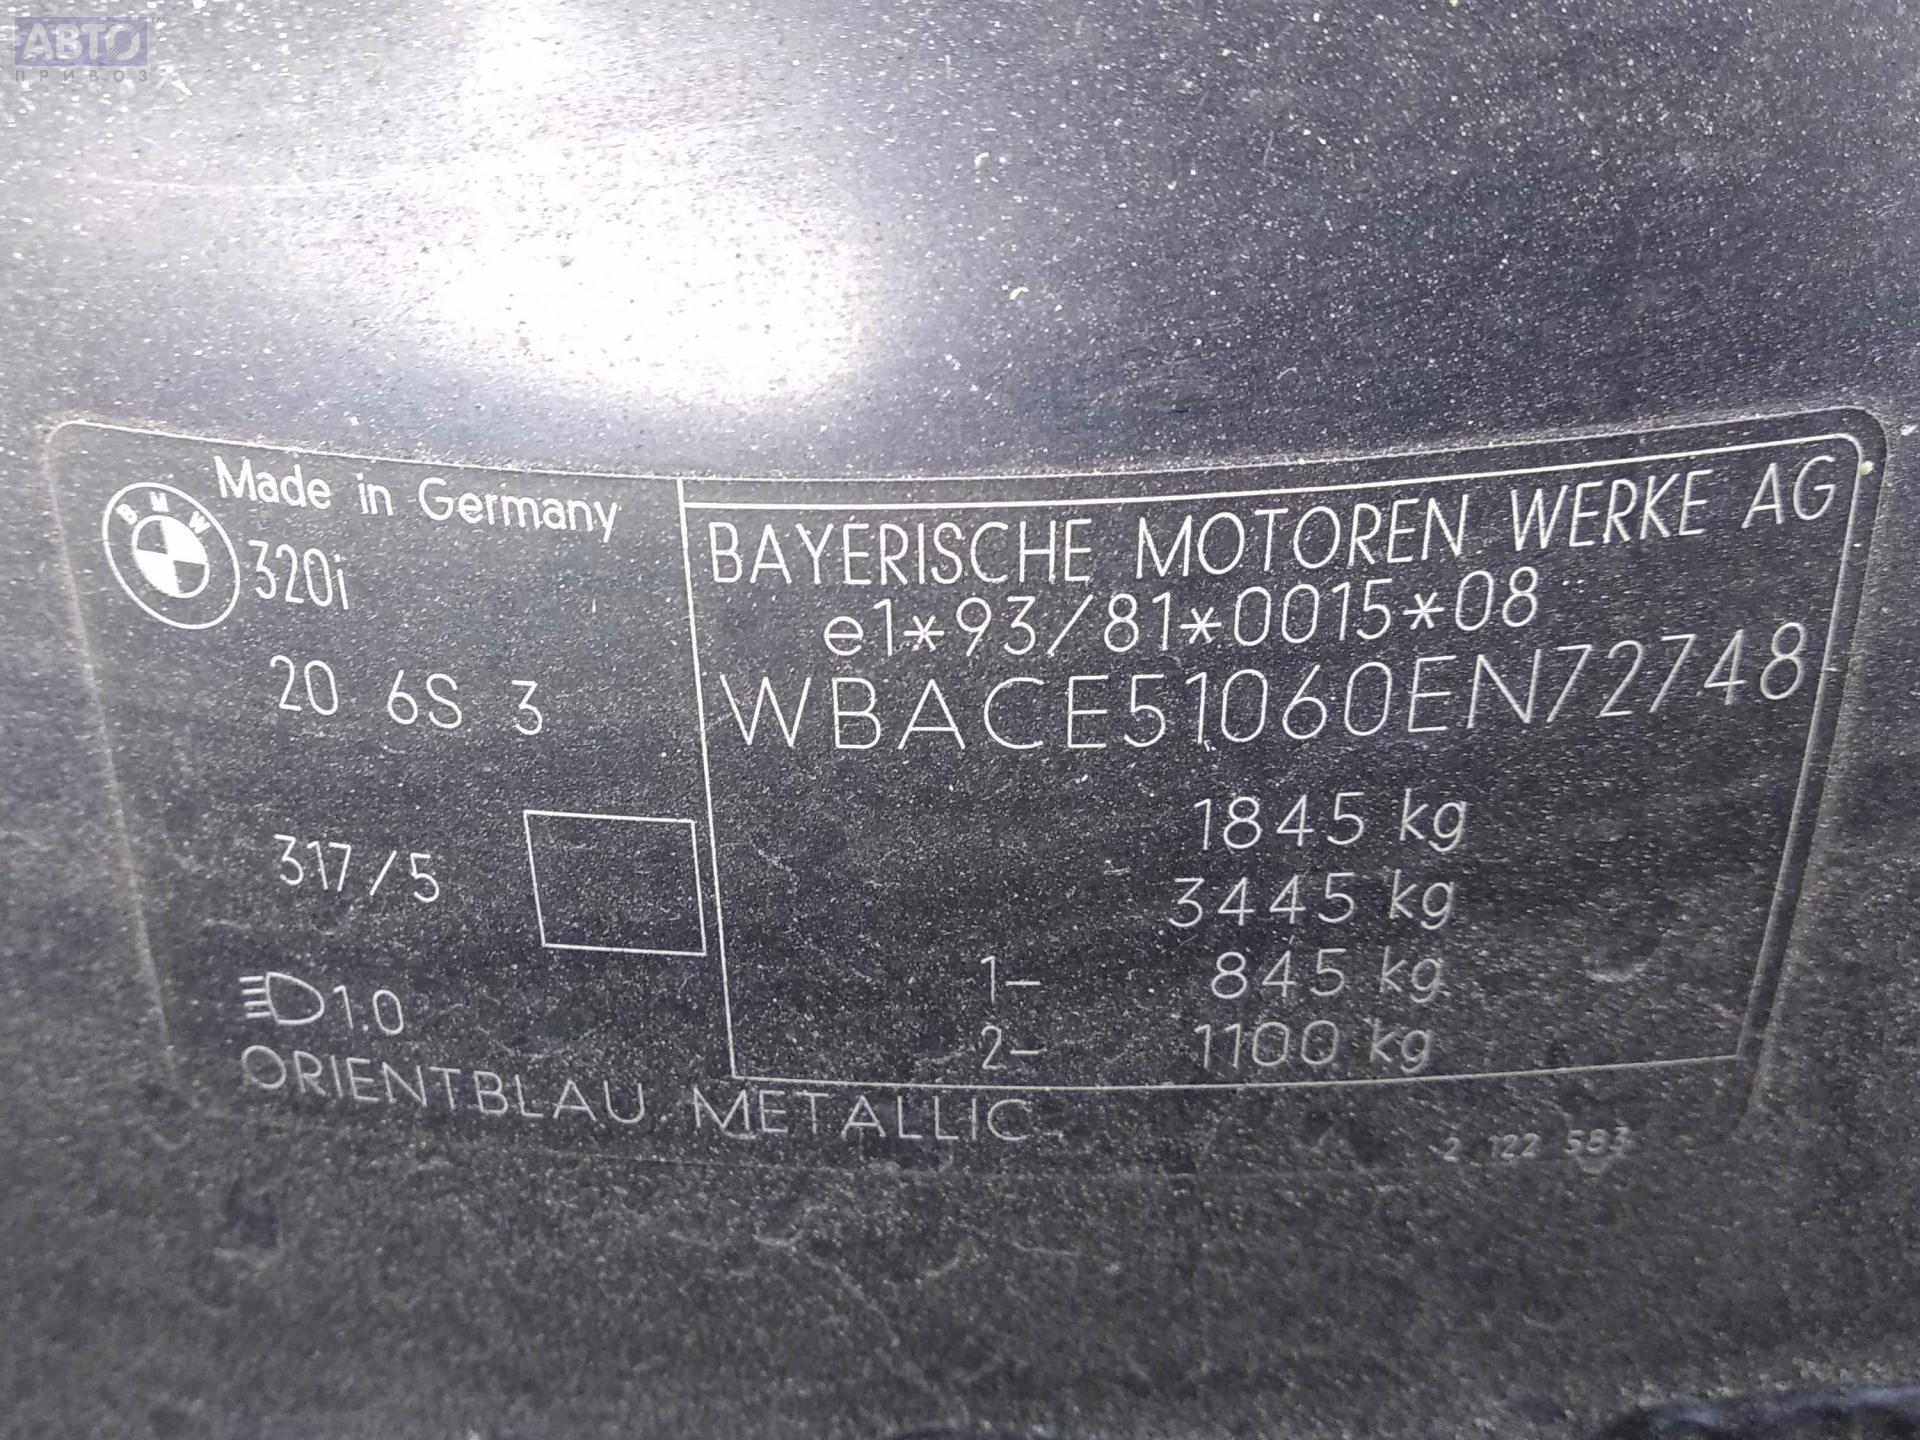 АВТО™
ПРИВОЗ
BMW
Made in Germany
320i
20 6S 3
317/5
1.0
ORIENTBLAU METALLIC
BAYERISCHE MOTOREN WERKE AG
e1*93/81*0015*08
WBACE51060EN72748
1845 kg
3445 kg
1- 845 kg
2- 1100 kg
2 122 583